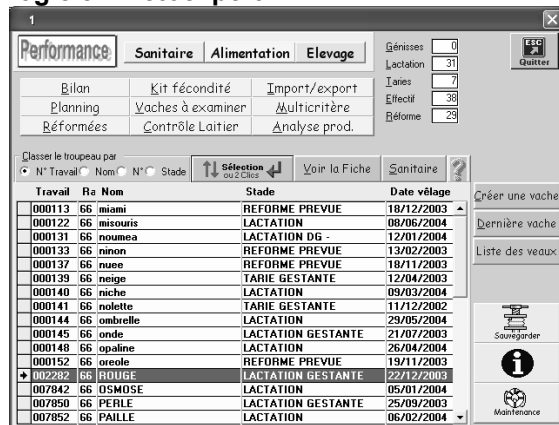 1
Performance
Sanitaire
Alimentation
Elevage
Génisses 0
Lactation 31
Taries 7
Effectif 38
Réforme 29
ESC
Quitter
Bilan
Kit fécondité
Import/export
Planning
Vaches à examiner
Multicritère
Réformées
Contrôle Laitier
Analyse prod.
Classer le troupeau par
N° Travail
Nom
N°
Stade
Sélection
ou 2 Clics
Voir la Fiche
Sanitaire
?
Travail Ra Nom Stade Date vêlage
000113 66 miami REFORME PREVUE 18/12/2003
000122 66 misouris LACTATION 08/06/2004
000131 66 noumea LACTATION DG - 12/01/2004
000133 66 ninon REFORME PREVUE 13/02/2003
000137 66 nuee REFORME PREVUE 18/11/2003
000139 66 neige TARIE GESTANTE 12/04/2003
000140 66 niche LACTATION 09/03/2004
000141 66 nolette TARIE GESTANTE 11/12/2002
000144 66 ombrelle LACTATION 29/05/2004
000145 66 onde LACTATION GESTANTE 21/07/2003
000148 66 opaline LACTATION 26/04/2004
000152 66 oreole REFORME PREVUE 19/11/2003
002282 66 ROUGE LACTATION GESTANTE 22/12/2003
007842 66 OSMOSE LACTATION 05/01/2004
007850 66 PERLE LACTATION GESTANTE 25/09/2003
007852 66 PAILLE LACTATION 06/02/2004
Créer une vache
Dernière vache
Liste des veaux
Sauvegarder
i
Maintenance